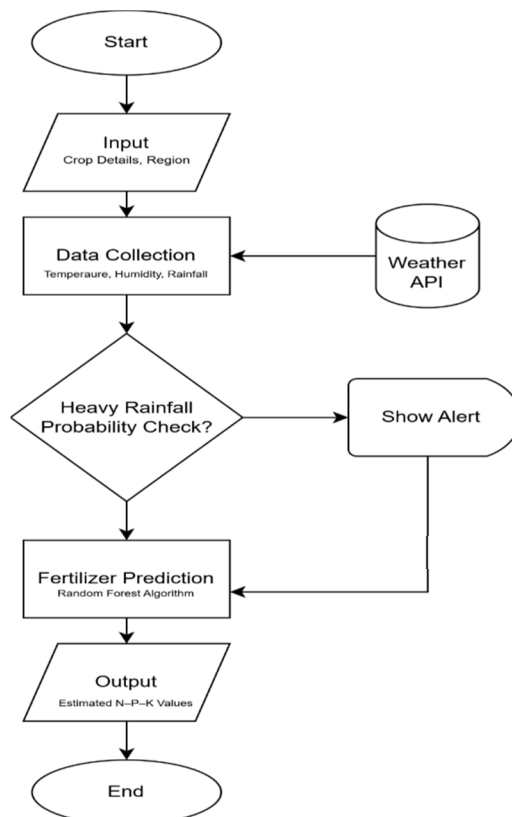 Start
Input
Crop Details, Region
Data Collection
Temperaure, Humidity, Rainfall
Weather
API
Heavy Rainfall
Probability Check?
Show Alert
Fertilizer Prediction
Random Forest Algorithm
Output
Estimated N–P–K Values
End